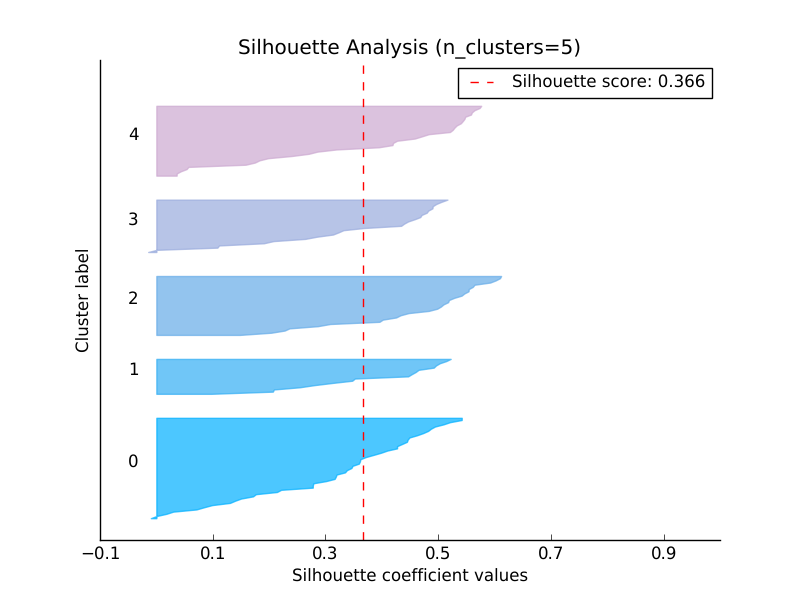 Silhouette Analysis (n_clusters=5)
Silhouette score: 0.366
4
3
2
1
0
Cluster label
−0.1 0.1 0.3 0.5 0.7 0.9
Silhouette coefficient values